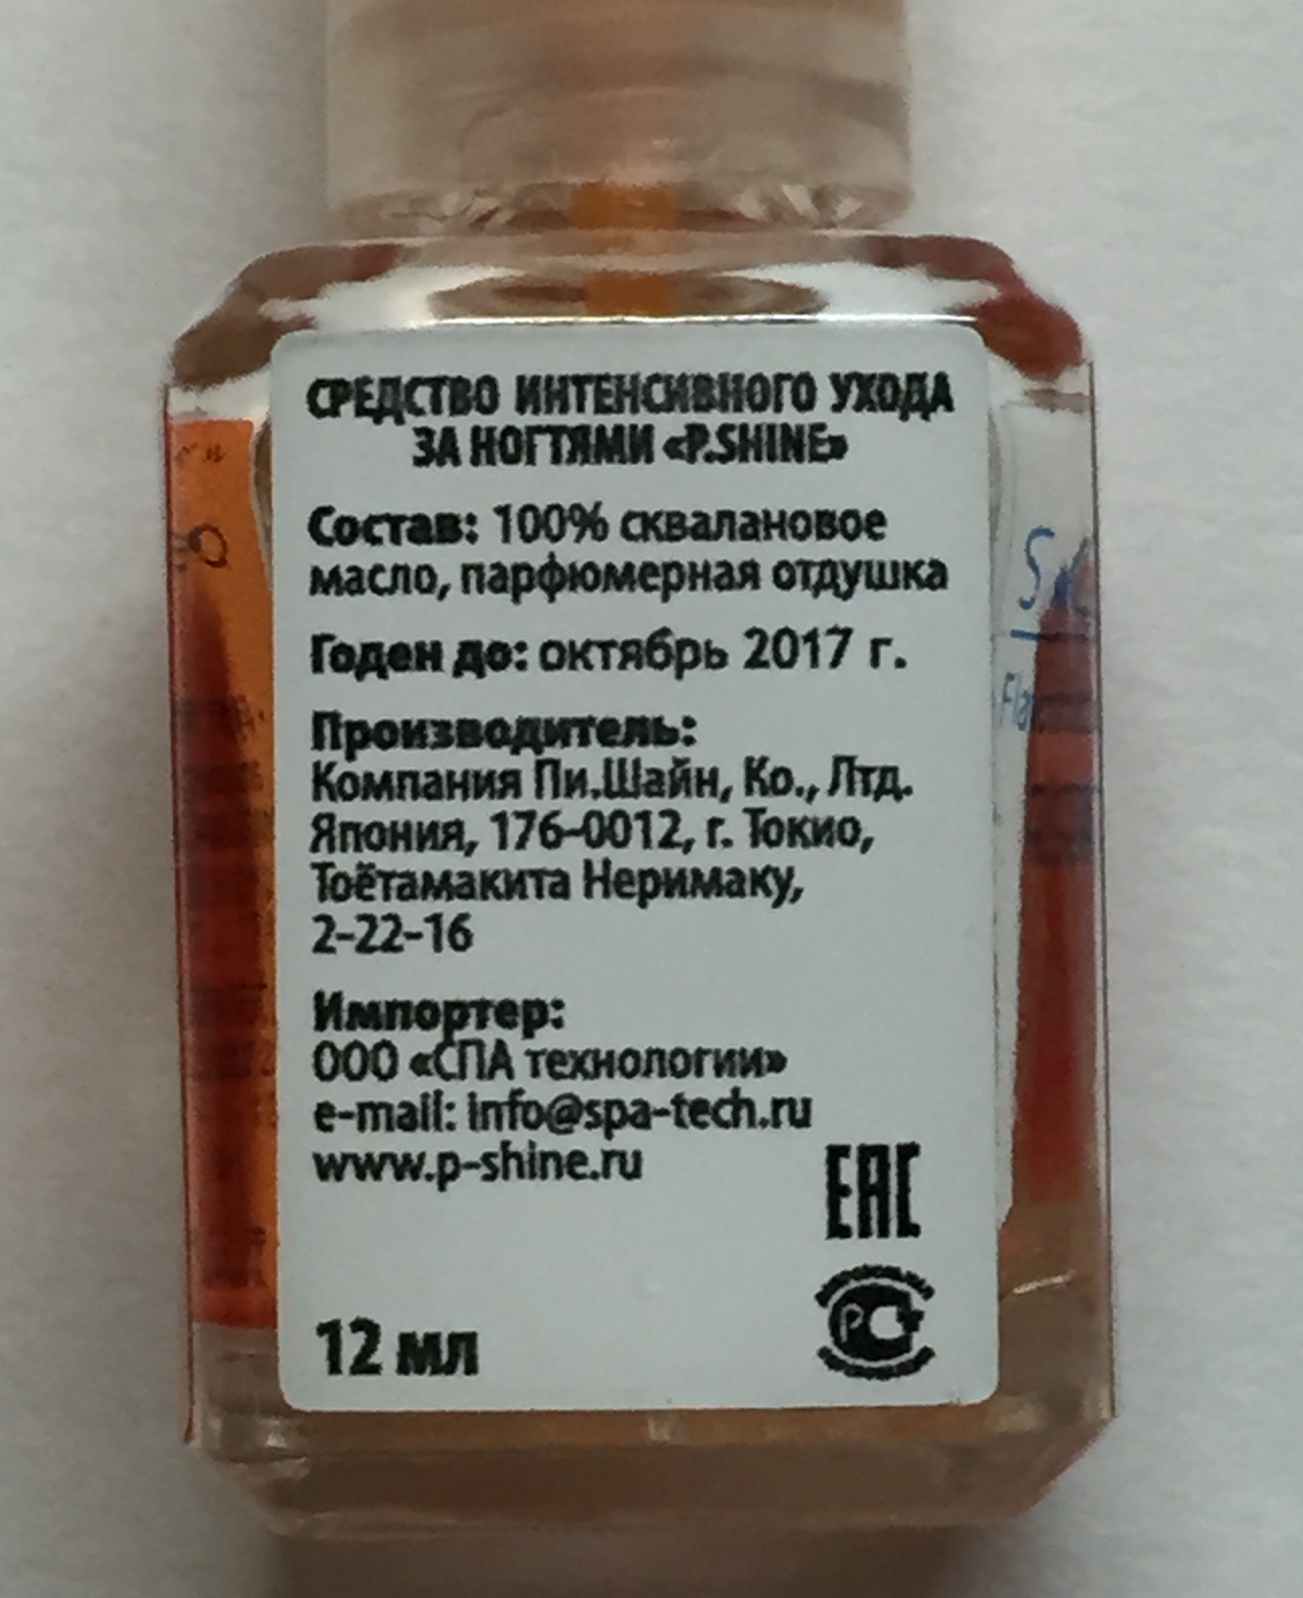 СРЕДСТВО ИНТЕНСИВНОГО УХОДА
ЗА НОГТЯМИ «P.SHINE»
Состав: 100% сквалановое
масло, парфюмерная отдушка
Годен до: октябрь 2017 г.
Производитель:
Компания Пи.Шайн, Ко., Лтд.
Япония, 176-0012, г. Токио,
Тоётамакита Неримаку,
2-22-16
Импортер:
ООО «СПА технологии»
e-mail: info@spa-tech.ru
www.p-shine.ru
EAC
РС
12 мл